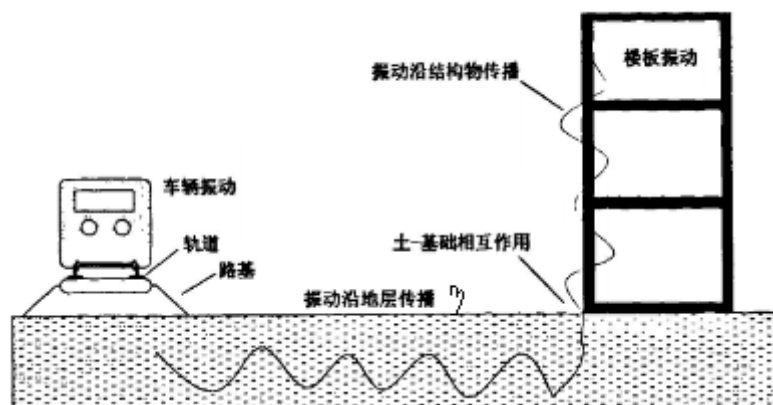 楼板振动
振动沿结构物传播
车辆振动
轨道
土-基础相互作用
路基
振动沿地层传播